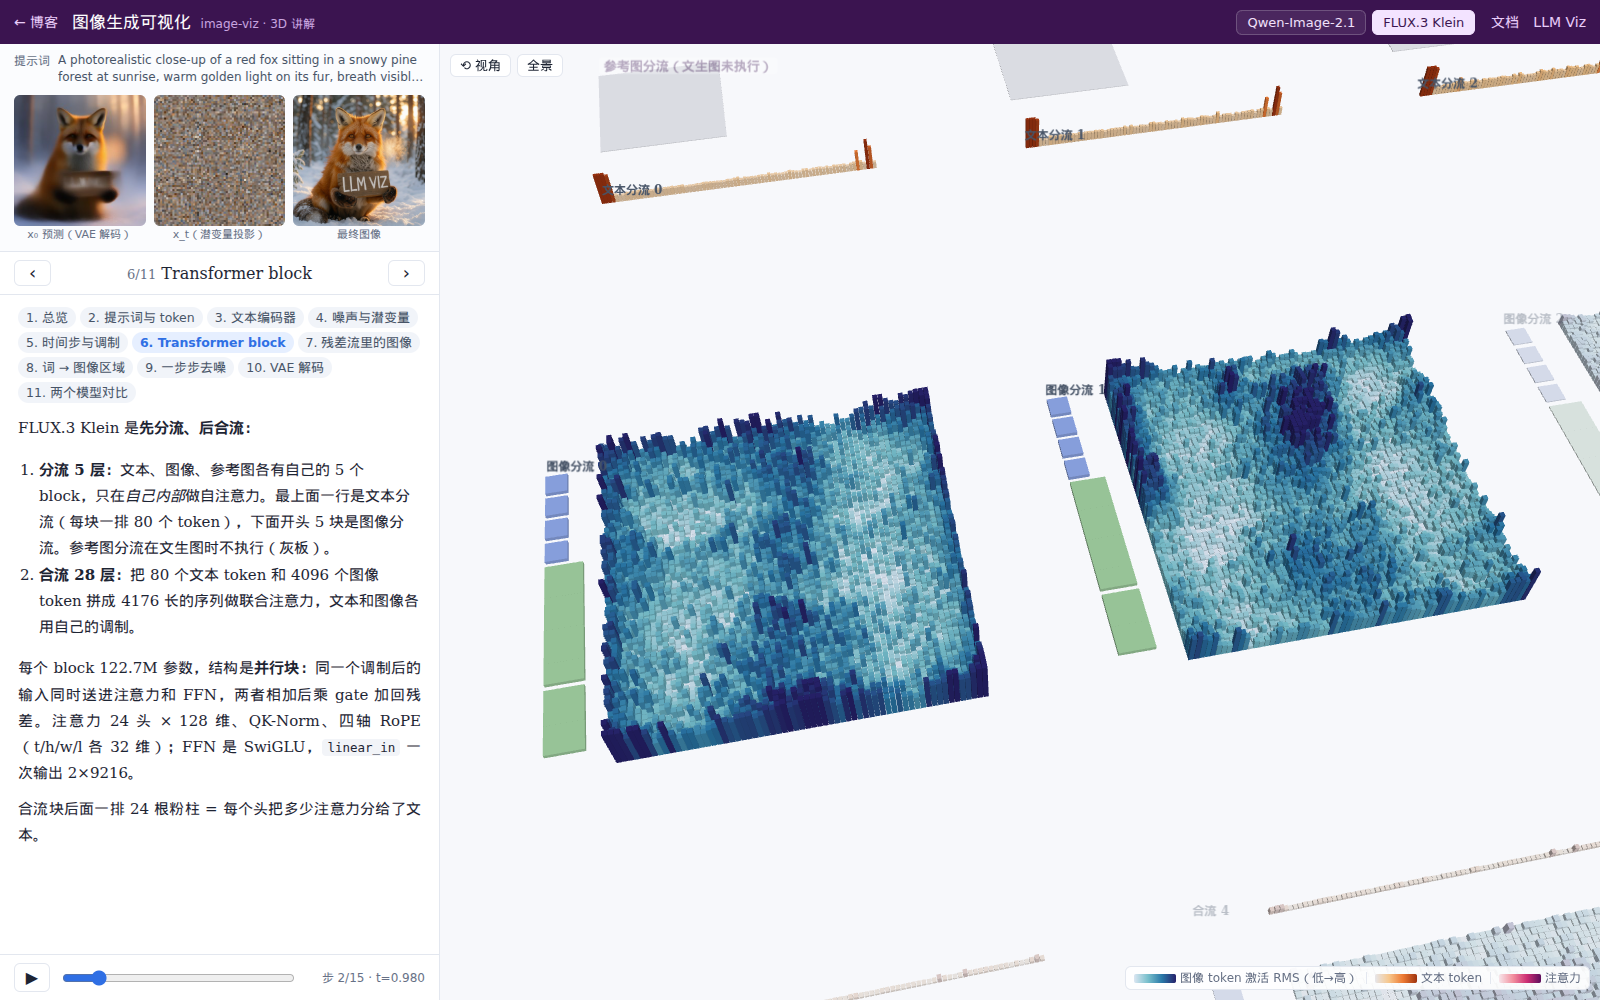 ← 博客 图像生成可视化 image-viz · 3D 讲解 Qwen-Image-2.1 FLUX.3 Klein 文档 LLM Viz
提示词 A photorealistic close-up of a red fox sitting in a snowy pine
forest at sunrise, warm golden light on its fur, breath visibl…
LLM VIZ
x₀ 预测（VAE 解码） x_t（潜变量投影） 最终图像
‹ 6/11 Transformer block ›
1. 总览 2. 提示词与 token 3. 文本编码器 4. 噪声与潜变量
5. 时间步与调制 6. Transformer block 7. 残差流里的图像
8. 词 → 图像区域 9. 一步步去噪 10. VAE 解码
11. 两个模型对比
FLUX.3 Klein 是先分流、后合流：
1. 分流 5 层：文本、图像、参考图各有自己的 5 个
block，只在自己内部做自注意力。最上面一行是文本分
流（每块一排 80 个 token），下面开头 5 块是图像分
流。参考图分流在文生图时不执行（灰板）。
2. 合流 28 层：把 80 个文本 token 和 4096 个图像
token 拼成 4176 长的序列做联合注意力，文本和图像各
用自己的调制。
每个 block 122.7M 参数，结构是并行块：同一个调制后的
输入同时送进注意力和 FFN，两者相加后乘 gate 加回残
差。注意力 24 头 × 128 维、QK-Norm、四轴 RoPE
（t/h/w/l 各 32 维）；FFN 是 SwiGLU，linear_in 一
次输出 2×9216。
合流块后面一排 24 根粉柱 = 每个头把多少注意力分给了文
本。
▶ 步 2/15 · t=0.980
⟲ 视角 全景
参考图分流（文生图未执行）
文本分流 0
文本分流 1
文本分流 2
图像分流
图像分流 1
图像分流 2
合流 4
图像 token 激活 RMS（低→高） 文本 token 注意力